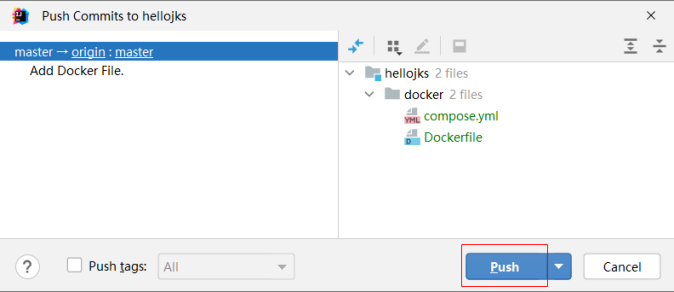 Push Commits to hellojks
master → origin : master
Add Docker File.
hellojks 2 files
docker 2 files
compose.yml
Dockerfile
Push tags: All
Push
Cancel